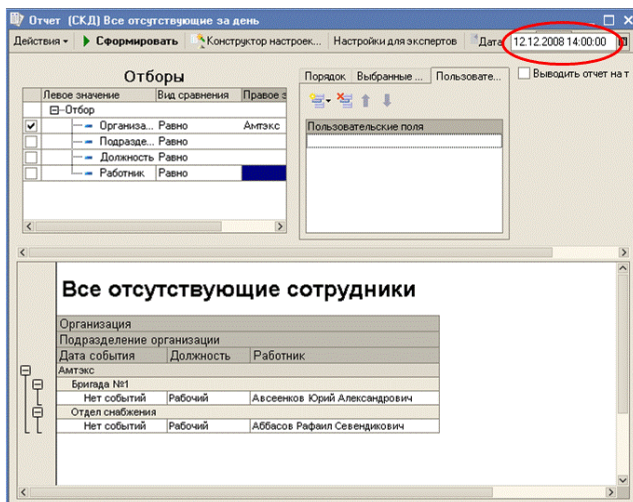 Отчет (СКД) Все отсутствующие за день
Действия Сформировать Конструктор настроек... Настройки для экспертов Дата 12.12.2008 14:00:00
Отборы
Порядок Выбранные ... Пользовате...
Выводить отчет на т
Левое значение Вид сравнения Правое з
Отбор
Организа... Равно Амтэкс
Подразде... Равно
Должность Равно
Работник Равно
Пользовательские поля
Все отсутствующие сотрудники
Организация
Подразделение организации
Дата события Должность Работник
Амтэкс
Бригада №1
Нет событий Рабочий Авсеенков Юрий Александрович
Отдел снабжения
Нет событий Рабочий Аббасов Рафаил Севендикович